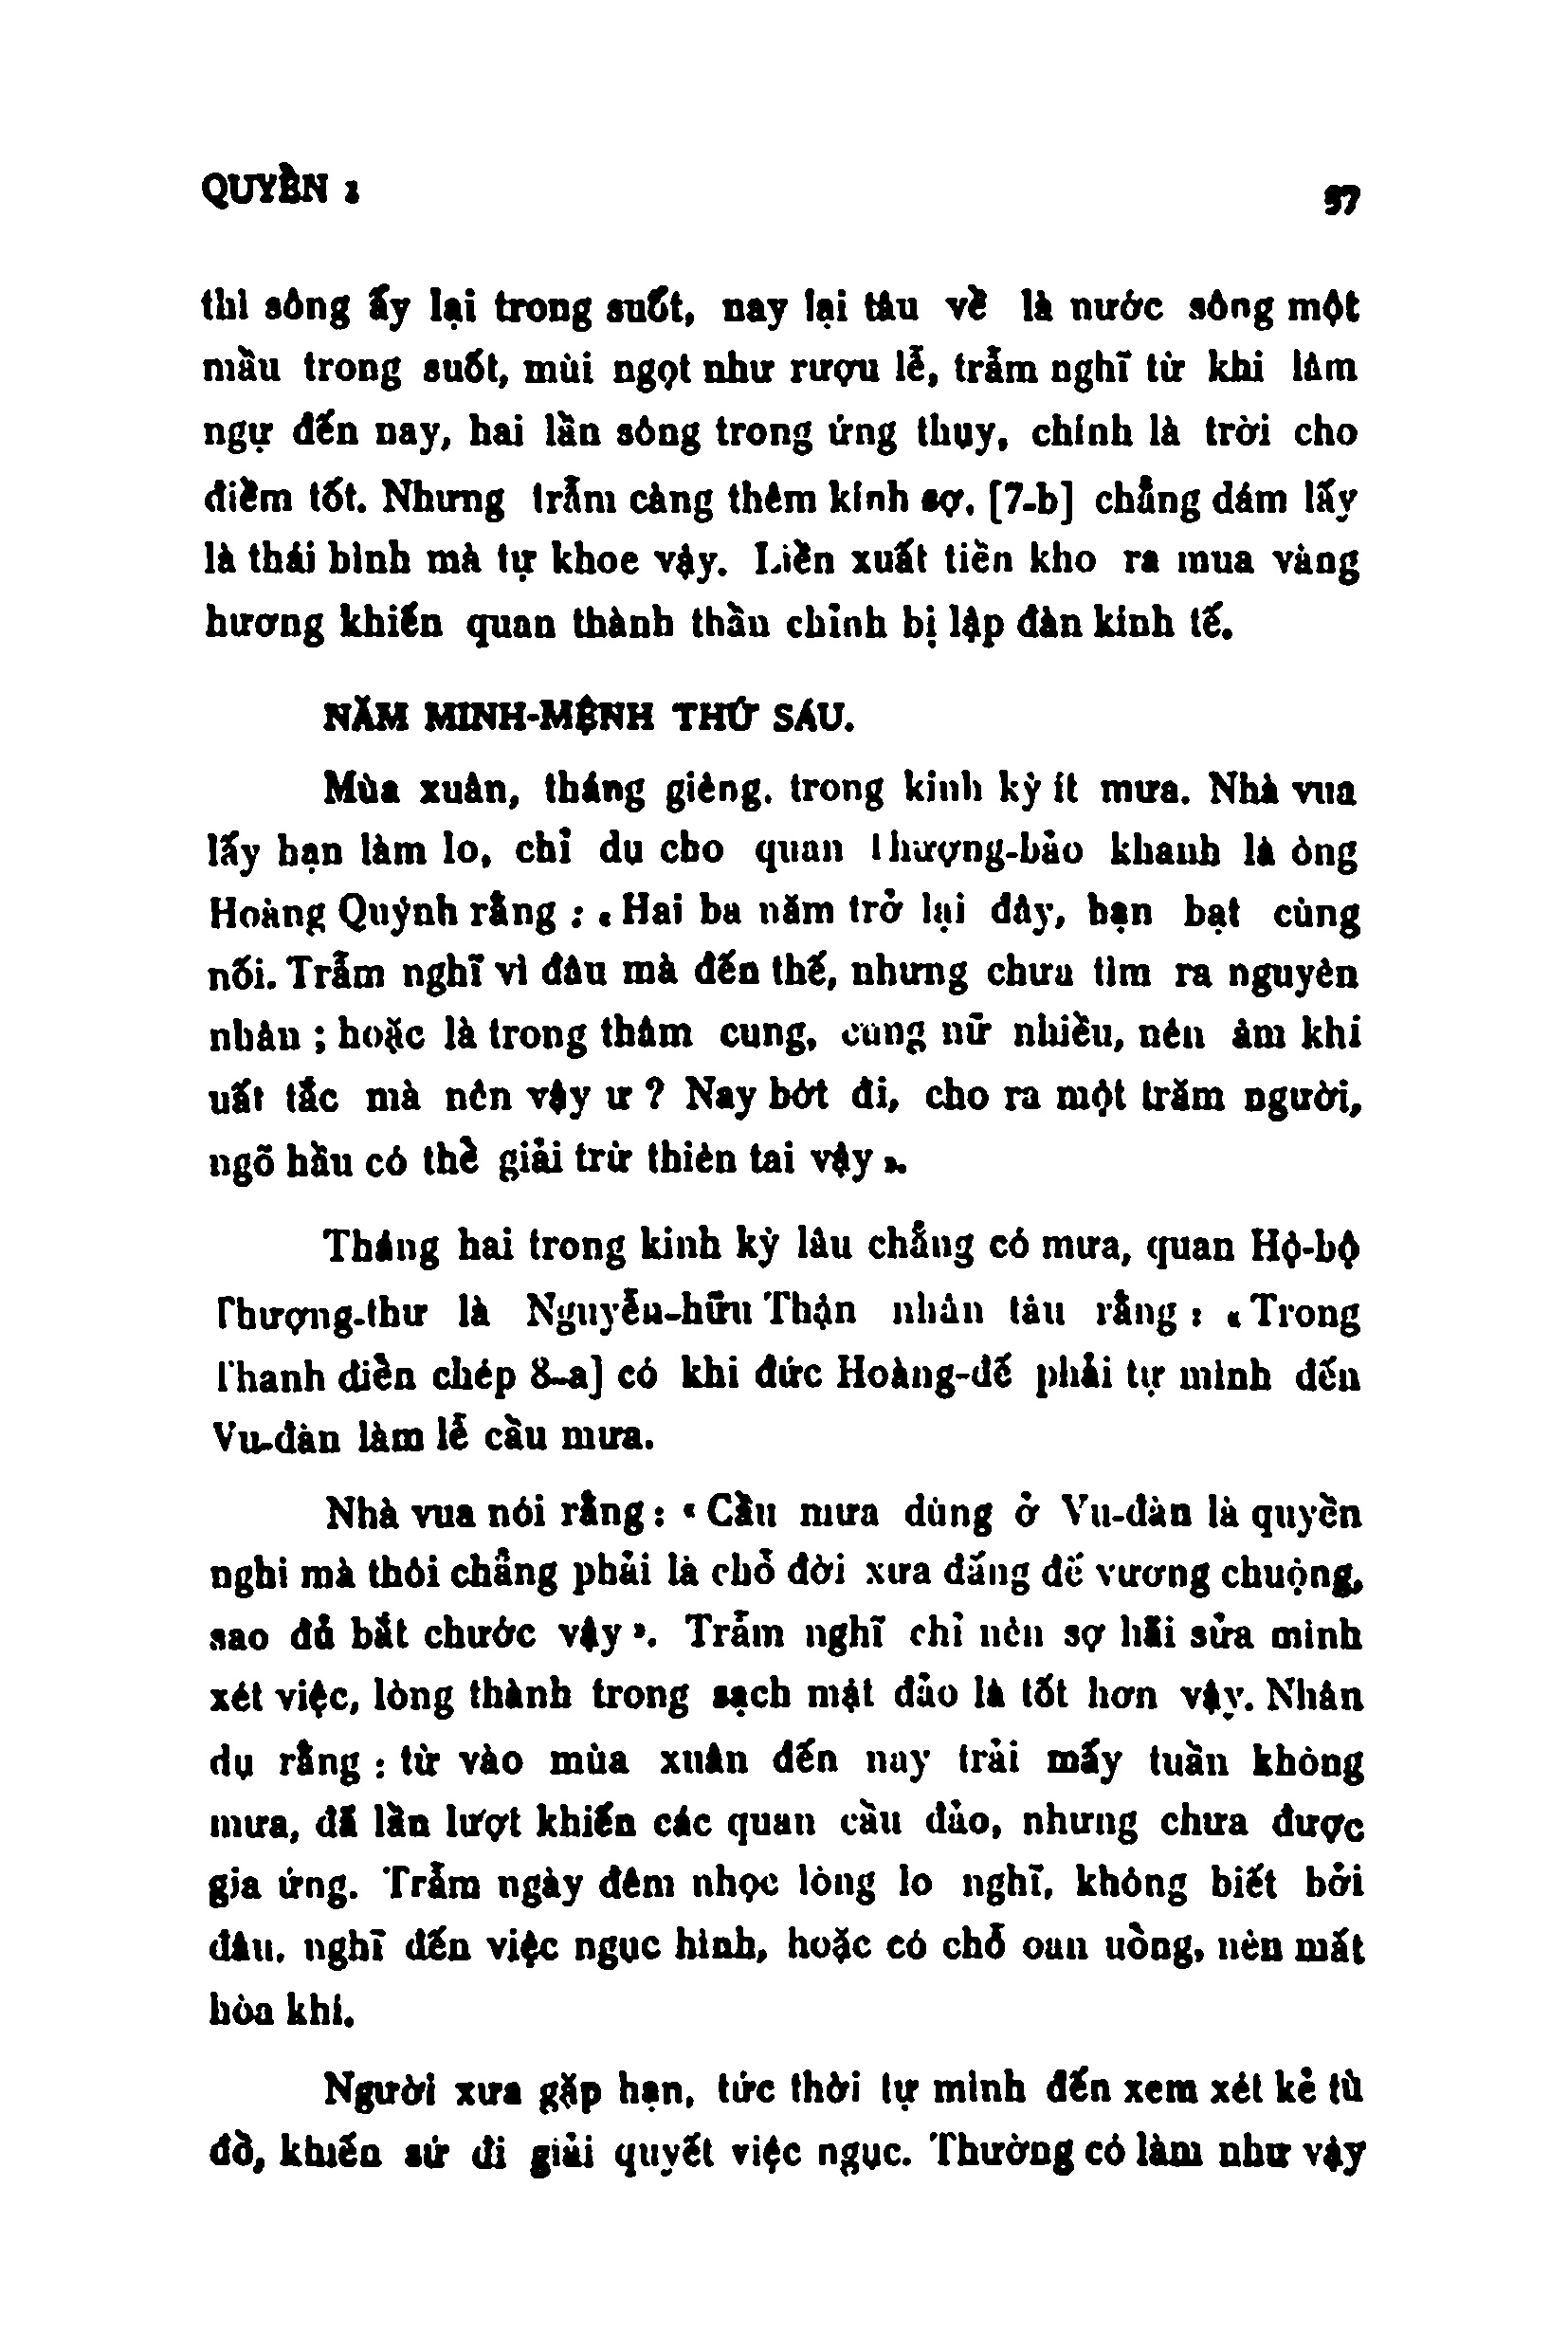 QUYỂN 1
57
thì sông ấy lại trong suốt, nay lại tâu về là nước sông một
mầu trong suốt, mùi ngọt như rượu lễ, trẫm nghĩ từ khi lâm
ngự đến nay, hai lần sông trong ứng thụy, chính là trời cho
điềm tốt. Nhưng trẫm càng thêm kính sợ, [7-b] chẳng dám lấy
là thái bình mà tự khoe vậy. Liền xuất tiền kho ra mua vàng
hương khiến quan thành thần chỉnh bị lập đàn kính tế.
NĂM MINH-MỆNH THỨ SÁU.
Mùa xuân, tháng giêng, trong kinh kỳ ít mưa. Nhà vua
lấy hạn làm lo, chỉ dụ cho quan Thượng-bảo khanh là ông
Hoàng Quýnh rằng : « Hai ba năm trở lại đây, hạn bạt cùng
nối. Trẫm nghĩ vì đâu mà đến thế, nhưng chưa tìm ra nguyên
nhân ; hoặc là trong thâm cung, cung nữ nhiều, nên âm khí
uất tắc mà nên vậy ư ? Nay bớt đi, cho ra một trăm người,
ngõ hầu có thể giải trừ thiên tai vậy ».
Tháng hai trong kinh kỳ lâu chẳng có mưa, quan Hộ-bộ
Thượng-thư là Nguyễn-hữu Thận nhân tâu rằng : « Trong
Thanh điền chép 8-a] có khi đức Hoàng-đế phải tự mình đến
Vu-đàn làm lễ cầu mưa.
Nhà vua nói rằng : « Cầu mưa dùng ở Vu-đàn là quyền
nghi mà thôi chẳng phải là chỗ đời xưa đấng đế vương chuộng,
sao đủ bắt chước vậy ». Trẫm nghĩ chỉ nên sợ hãi sửa mình
xét việc, lòng thành trong sạch mật đảo là tốt hơn vậy. Nhân
dụ rằng : từ vào mùa xuân đến nay trải mấy tuần không
mưa, đã lần lượt khiến các quan cầu đảo, nhưng chưa được
gia ứng. Trẫm ngày đêm nhọc lòng lo nghĩ, không biết bởi
đâu, nghĩ đến việc ngục hình, hoặc có chỗ oan uồng, nên mất
hòa khí.
Người xưa gặp hạn, tức thời tự mình đến xem xét kẻ tù
đồ, khiến sứ đi giải quyết việc ngục. Thường có làm như vậy